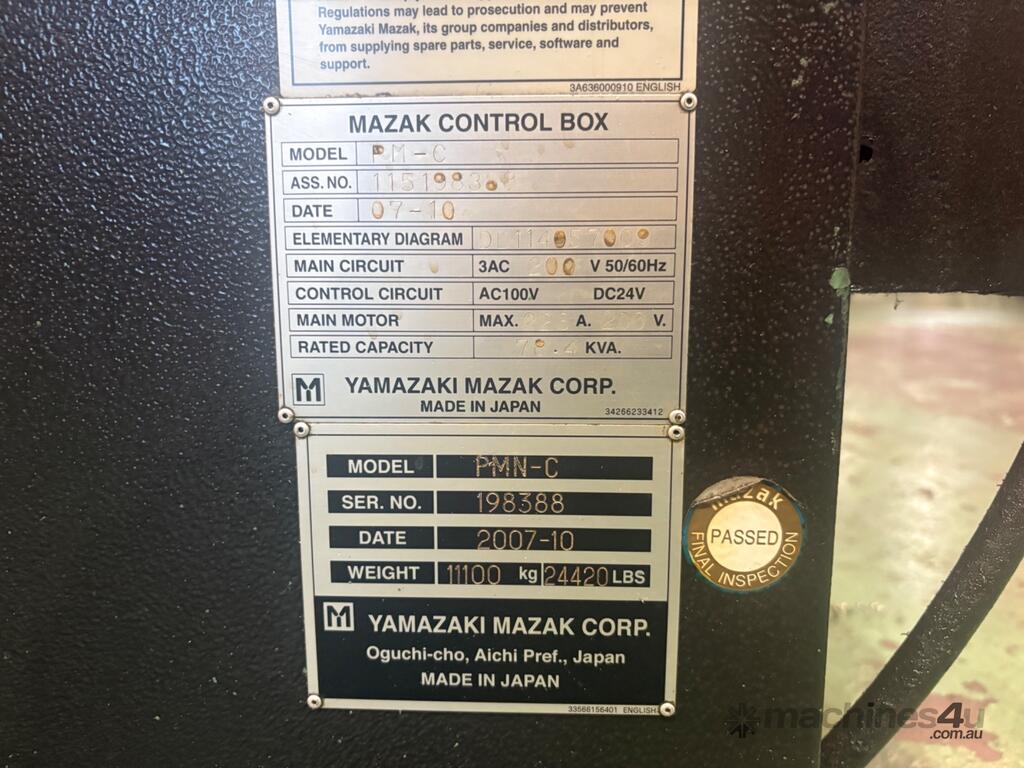 Regulations may lead to prosecution and may prevent
Yamazaki Mazak, its group companies and distributors,
from supplying spare parts, service, software and
support.
3A636000910 ENGLISH
MAZAK CONTROL BOX
MODEL PM-C
ASS. NO.
DATE 07-10
ELEMENTARY DIAGRAM
MAIN CIRCUIT 3AC 200 V 50/60Hz
CONTROL CIRCUIT AC100V DC24V
MAIN MOTOR MAX. A. V.
RATED CAPACITY KVA.
M YAMAZAKI MAZAK CORP.
MADE IN JAPAN
34266233412
MODEL PMN-C
SER. NO. 198388
DATE 2007-10
WEIGHT 11100 kg 24420 LBS
M YAMAZAKI MAZAK CORP.
Oguchi-cho, Aichi Pref., Japan
MADE IN JAPAN
33566156401 ENGLISH
mazak
PASSED
FINAL INSPECTION
machines4u
.com.au